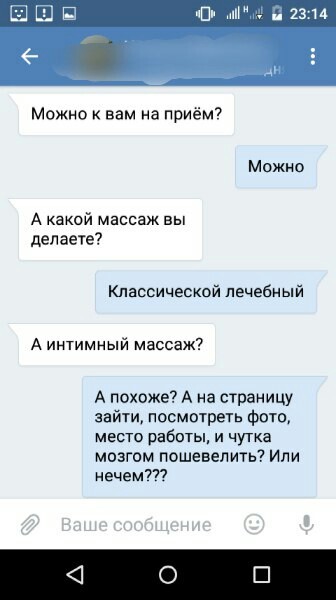 23:14
Можно к вам на приём?
Можно
А какой массаж вы
делаете?
Классической лечебный
А интимный массаж?
А похоже? А на страницу
зайти, посмотреть фото,
место работы, и чутка
мозгом пошевелить? Или
нечем???
Ваше сообщение